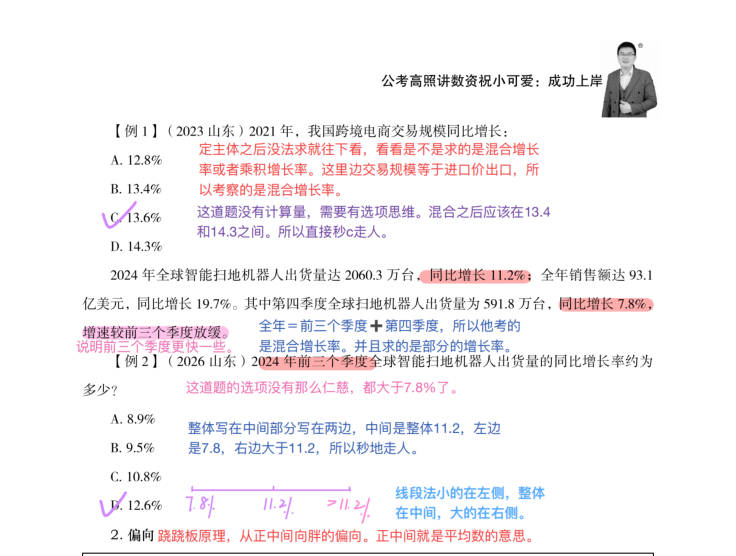 公考高照讲数资祝小可爱：成功上岸
【例 1】（2023 山东）2021 年，我国跨境电商交易规模同比增长：
A. 12.8%
定主体之后没法求就往下看，看看是不是求的是混合增长
率或者乘积增长率。这里边交易规模等于进口价出口，所
以考察的是混合增长率。
B. 13.4%
C. 13.6%
这道题没有计算量，需要有选项思维。混合之后应该在13.4
和14.3之间。所以直接秒c走人。
D. 14.3%
2024 年全球智能扫地机器人出货量达 2060.3 万台，同比增长 11.2%；全年销售额达 93.1
亿美元，同比增长 19.7%。其中第四季度全球扫地机器人出货量为 591.8 万台，同比增长 7.8%，
增速较前三个季度放缓。
全年＝前三个季度➕第四季度，所以他考的
是混合增长率。并且求的是部分的增长率。
说明前三个季度更快一些。
【例 2】（2026 山东）2024 年前三个季度全球智能扫地机器人出货量的同比增长率约为
多少？
这道题的选项没有那么仁慈，都大于7.8%了。
A. 8.9%
整体写在中间部分写在两边，中间是整体11.2，左边
是7.8，右边大于11.2，所以秒地走人。
B. 9.5%
C. 10.8%
D. 12.6%
7.8% 11.2% >11.2%
线段法小的在左侧，整体
在中间，大的在右侧。
2. 偏向 跷跷板原理，从正中间向胖的偏向。正中间就是平均数的意思。